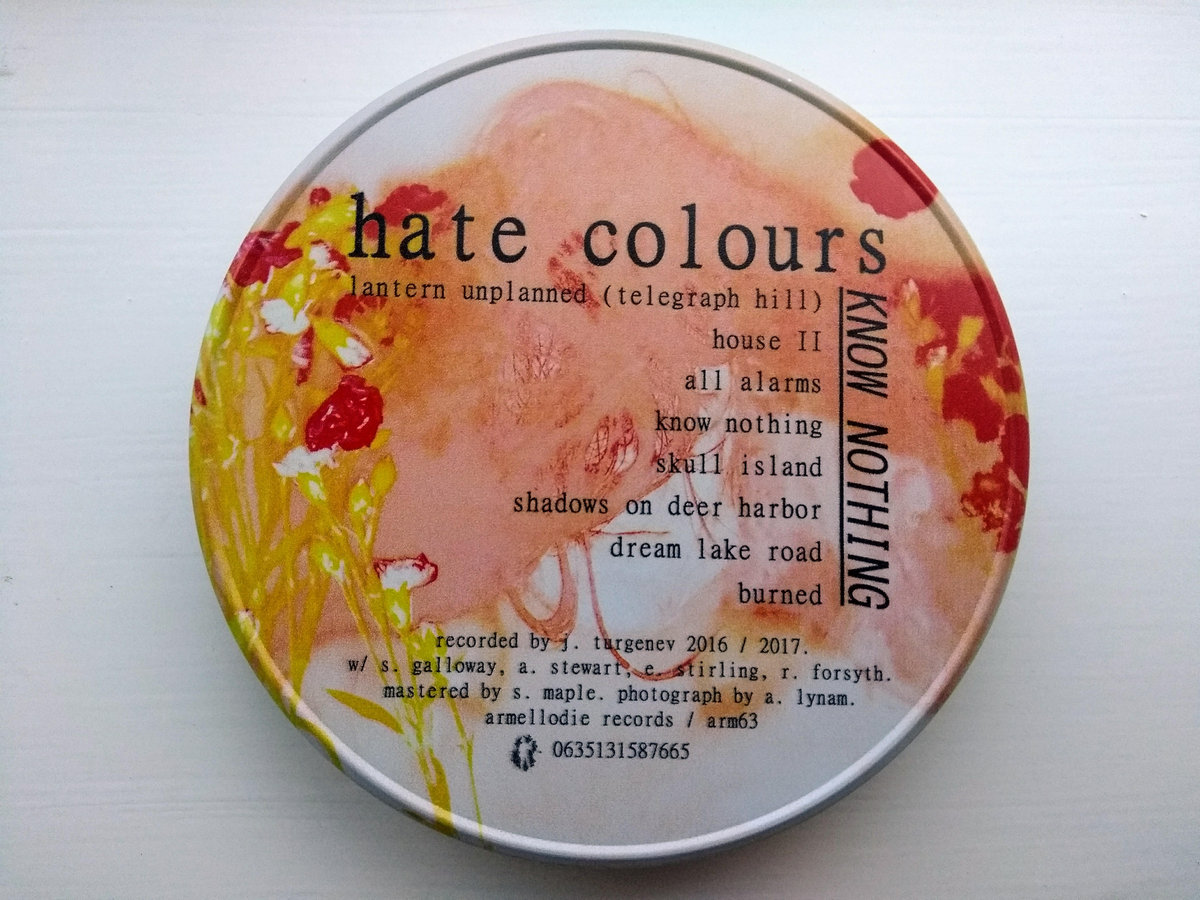 hate colours
lantern unplanned (telegraph hill)
house II
all alarms
know nothing
skull island
shadows on deer harbor
dream lake road
burned
KNOW NOTHING
recorded by j. turgenev 2016 / 2017.
w/ s. galloway, a. stewart, e. stirling, r. forsyth.
mastered by s. maple. photograph by a. lynam.
armellodie records / arm63
0635131587665